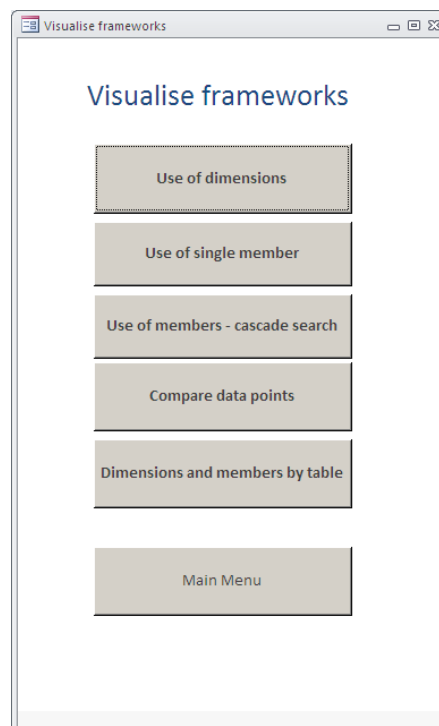 Visualise frameworks
Visualise frameworks
Use of dimensions
Use of single member
Use of members - cascade search
Compare data points
Dimensions and members by table
Main Menu